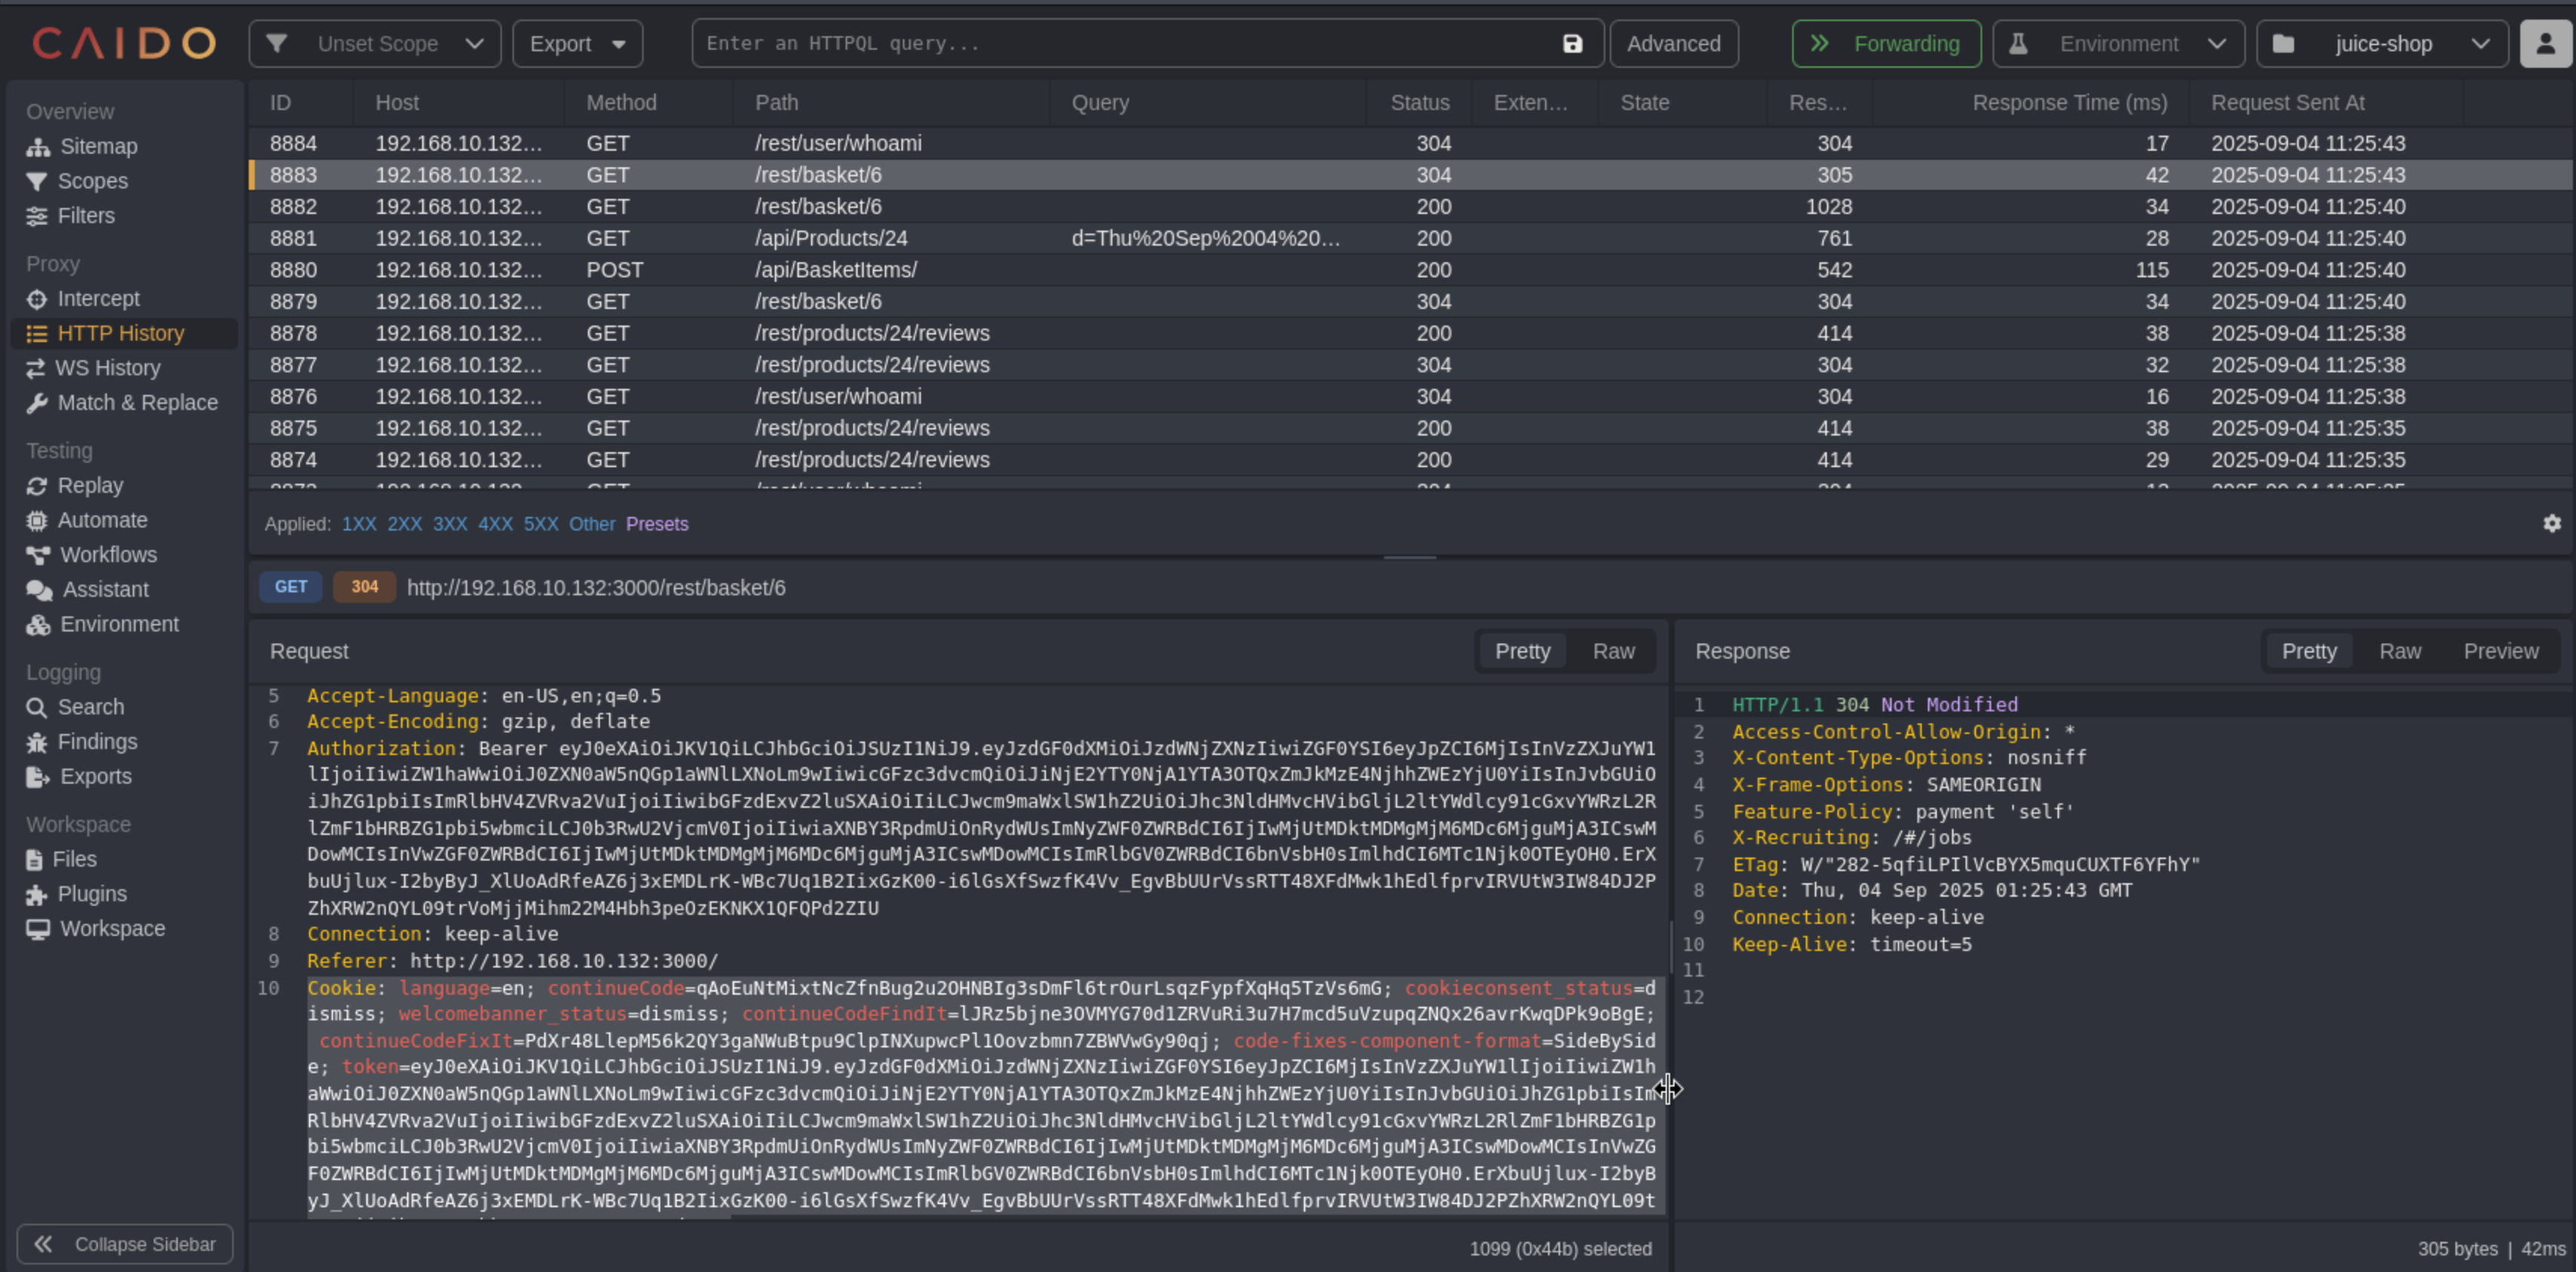 CAIDO
Unset Scope
Export
Enter an HTTPQL query...
Advanced
Forwarding
Environment
juice-shop
Overview
Sitemap
Scopes
Filters
Proxy
Intercept
HTTP History
WS History
Match & Replace
Testing
Replay
Automate
Workflows
Assistant
Environment
Logging
Search
Findings
Exports
Workspace
Files
Plugins
Workspace
Collapse Sidebar
ID Host Method Path Query Status Exten... State Res... Response Time (ms) Request Sent At
8884 192.168.10.132... GET /rest/user/whoami 304 304 17 2025-09-04 11:25:43
8883 192.168.10.132... GET /rest/basket/6 304 305 42 2025-09-04 11:25:43
8882 192.168.10.132... GET /rest/basket/6 200 1028 34 2025-09-04 11:25:40
8881 192.168.10.132... GET /api/Products/24 d=Thu%20Sep%2004%20... 200 761 28 2025-09-04 11:25:40
8880 192.168.10.132... POST /api/BasketItems/ 200 542 115 2025-09-04 11:25:40
8879 192.168.10.132... GET /rest/basket/6 304 304 34 2025-09-04 11:25:40
8878 192.168.10.132... GET /rest/products/24/reviews 200 414 38 2025-09-04 11:25:38
8877 192.168.10.132... GET /rest/products/24/reviews 304 304 32 2025-09-04 11:25:38
8876 192.168.10.132... GET /rest/user/whoami 304 304 16 2025-09-04 11:25:38
8875 192.168.10.132... GET /rest/products/24/reviews 200 414 38 2025-09-04 11:25:35
8874 192.168.10.132... GET /rest/products/24/reviews 200 414 29 2025-09-04 11:25:35
Applied: 1XX 2XX 3XX 4XX 5XX Other Presets
GET 304 http://192.168.10.132:3000/rest/basket/6
Request Pretty Raw
5 Accept-Language: en-US,en;q=0.5
6 Accept-Encoding: gzip, deflate
7 Authorization: Bearer eyJ0eXAiOiJKV1QiLCJhbGciOiJSUzI1NiJ9.eyJzdGF0dXMiOiJzdWNjZXNzIiwiZGF0YSI6eyJpZCI6MjIsInVzZXJuYW1
lIjoiIiwiZW1haWwiOiJ0ZXN0aW5nQGp1aWNlLXNoLm9wIiwicGFzc3dvcmQiOiJiNjE2YTY0NjA1YTA3OTQxZmJkMzE4NjhhZWEzYjU0YiIsInJvbGUiO
iJhZG1pbiIsImRlbHV4ZVRva2VuIjoiIiwibGFzdExvZ2luSXAiOiIiLCJwcm9maWxlSW1hZ2UiOiJhc3NldHMvcHVibGljL2ltYWdlcy91cGxvYWRzL2R
lZmF1bHRBZG1pbi5wbmciLCJ0b3RwU2VjcmV0IjoiIiwiaXNBY3RpdmUiOnRydWUsImNyZWF0ZWRBdCI6IjIwMjUtMDktMDMgMjM6MDc6MjguMjA3ICswM
DowMCIsInVwZGF0ZWRBdCI6IjIwMjUtMDktMDMgMjM6MDc6MjguMjA3ICswMDowMCIsImRlbGV0ZWRBdCI6bnVsbH0sImlhdCI6MTc1Njk0OTEyOH0.ErX
buUjlux-I2byByJ_XlUoAdRfeAZ6j3xEMDLrK-WBc7Uq1B2IixGzK00-i6lGsXfSwzfK4Vv_EgvBbUUrVssRTT48XFdMwk1hEdlfprvIRVUtW3IW84DJ2P
ZhXRW2nQYL09trVoMjjMihm22M4Hbh3peOzEKNKX1QFQPd2ZIU
8 Connection: keep-alive
9 Referer: http://192.168.10.132:3000/
10 Cookie: language=en; continueCode=qAoEuNtMixtNcZfnBug2u2OHNBIg3sDmFl6trOurLsqzFypfXqHq5TzVs6mG; cookieconsent_status=d
ismiss; welcomebanner_status=dismiss; continueCodeFindIt=lJRz5bjne3OVMYG70d1ZRVuRi3u7H7mcd5uVzupqZNQx26avrKwqDPk9oBgE;
continueCodeFixIt=PdXr48LlepM56k2QY3gaNWuBtpu9ClpINXupwcPl1Oovzbmn7ZBWVwGy90qj; code-fixes-component-format=SideBySid
e; token=eyJ0eXAiOiJKV1QiLCJhbGciOiJSUzI1NiJ9.eyJzdGF0dXMiOiJzdWNjZXNzIiwiZGF0YSI6eyJpZCI6MjIsInVzZXJuYW1lIjoiIiwiZW1h
aWwiOiJ0ZXN0aW5nQGp1aWNlLXNoLm9wIiwicGFzc3dvcmQiOiJiNjE2YTY0NjA1YTA3OTQxZmJkMzE4NjhhZWEzYjU0YiIsInJvbGUiOiJhZG1pbiIsIm
RlbHV4ZVRva2VuIjoiIiwibGFzdExvZ2luSXAiOiIiLCJwcm9maWxlSW1hZ2UiOiJhc3NldHMvcHVibGljL2ltYWdlcy91cGxvYWRzL2RlZmF1bHRBZG1p
bi5wbmciLCJ0b3RwU2VjcmV0IjoiIiwiaXNBY3RpdmUiOnRydWUsImNyZWF0ZWRBdCI6IjIwMjUtMDktMDMgMjM6MDc6MjguMjA3ICswMDowMCIsInVwZG
F0ZWRBdCI6IjIwMjUtMDktMDMgMjM6MDc6MjguMjA3ICswMDowMCIsImRlbGV0ZWRBdCI6bnVsbH0sImlhdCI6MTc1Njk0OTEyOH0.ErXbuUjlux-I2byB
yJ_XlUoAdRfeAZ6j3xEMDLrK-WBc7Uq1B2IixGzK00-i6lGsXfSwzfK4Vv_EgvBbUUrVssRTT48XFdMwk1hEdlfprvIRVUtW3IW84DJ2PZhXRW2nQYL09t
1099 (0x44b) selected
Response Pretty Raw Preview
1 HTTP/1.1 304 Not Modified
2 Access-Control-Allow-Origin: *
3 X-Content-Type-Options: nosniff
4 X-Frame-Options: SAMEORIGIN
5 Feature-Policy: payment 'self'
6 X-Recruiting: /#/jobs
7 ETag: W/"282-5qfiLPIlVcBYX5mquCUXTF6YFhY"
8 Date: Thu, 04 Sep 2025 01:25:43 GMT
9 Connection: keep-alive
10 Keep-Alive: timeout=5
11
12
305 bytes | 42ms